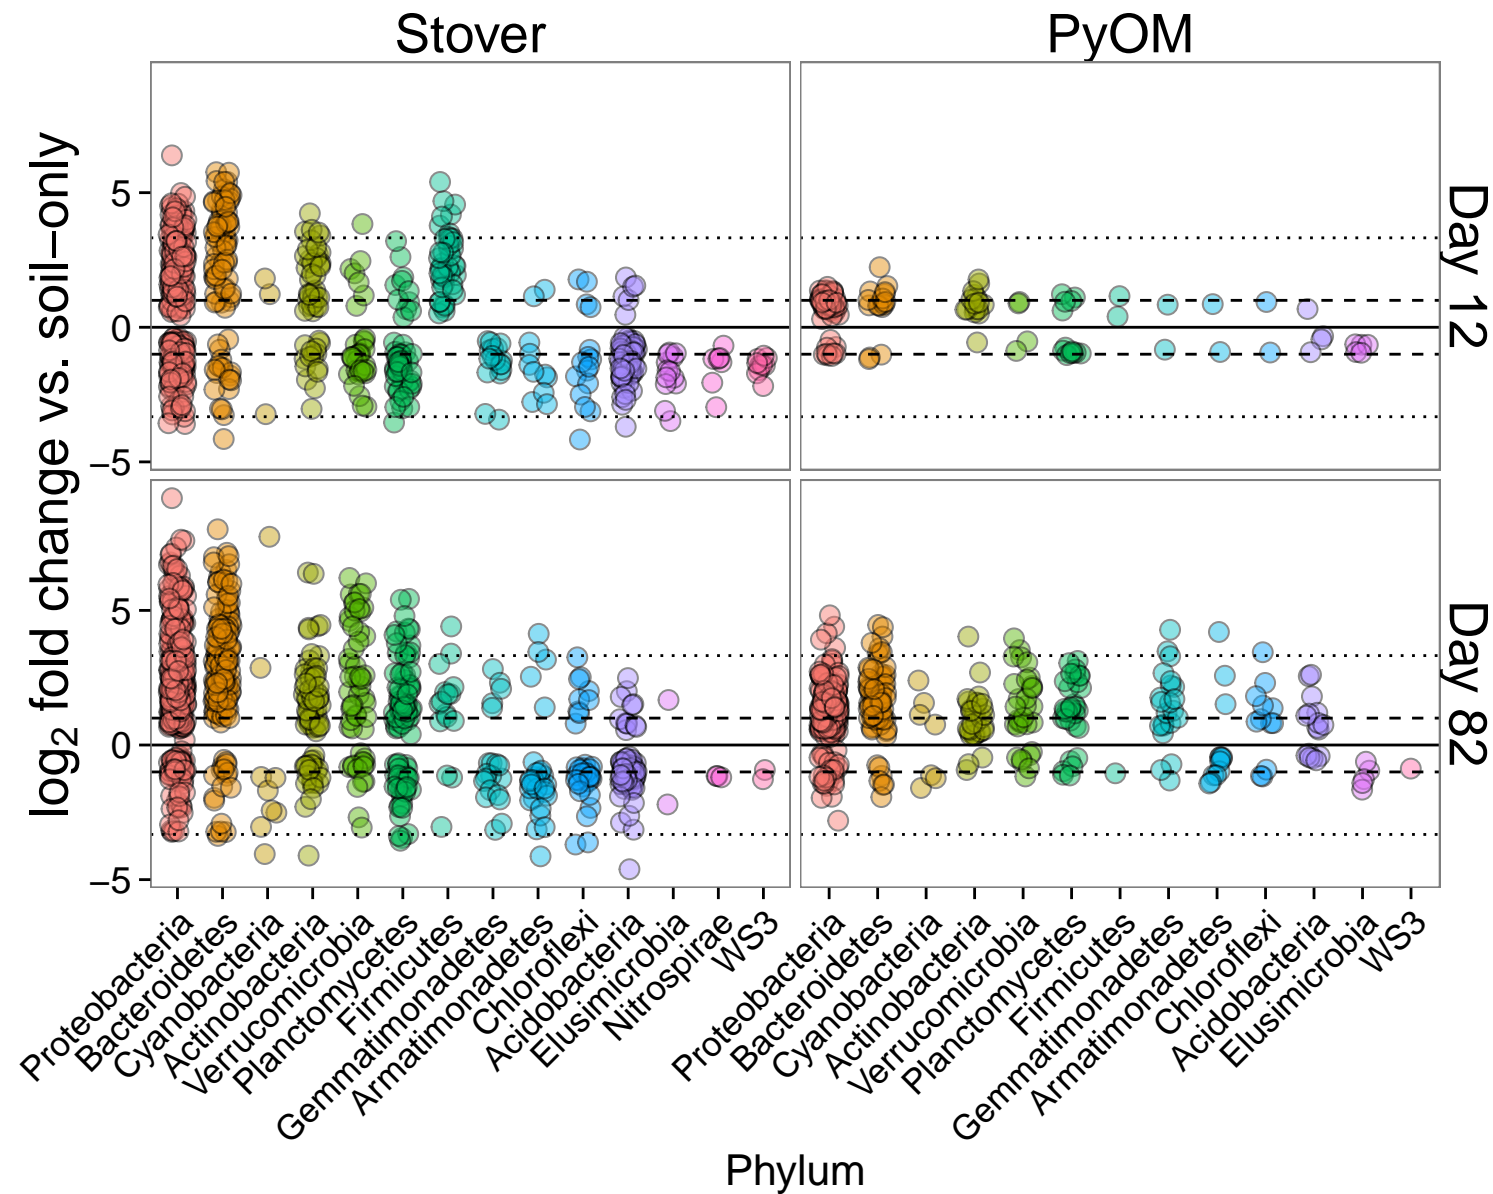 Stover
PyOM
log2 fold change vs. soil−only
5
0
−5
Day 12
5
0
−5
Day 82
Proteobacteria
Bacteroidetes
Cyanobacteria
Actinobacteria
Verrucomicrobia
Planctomycetes
Firmicutes
Gemmatimonadetes
Armatimonadetes
Chloroflexi
Acidobacteria
Elusimicrobia
Nitrospirae
WS3
Proteobacteria
Bacteroidetes
Cyanobacteria
Actinobacteria
Verrucomicrobia
Planctomycetes
Firmicutes
Gemmatimonadetes
Armatimonadetes
Chloroflexi
Acidobacteria
Elusimicrobia
WS3
Phylum